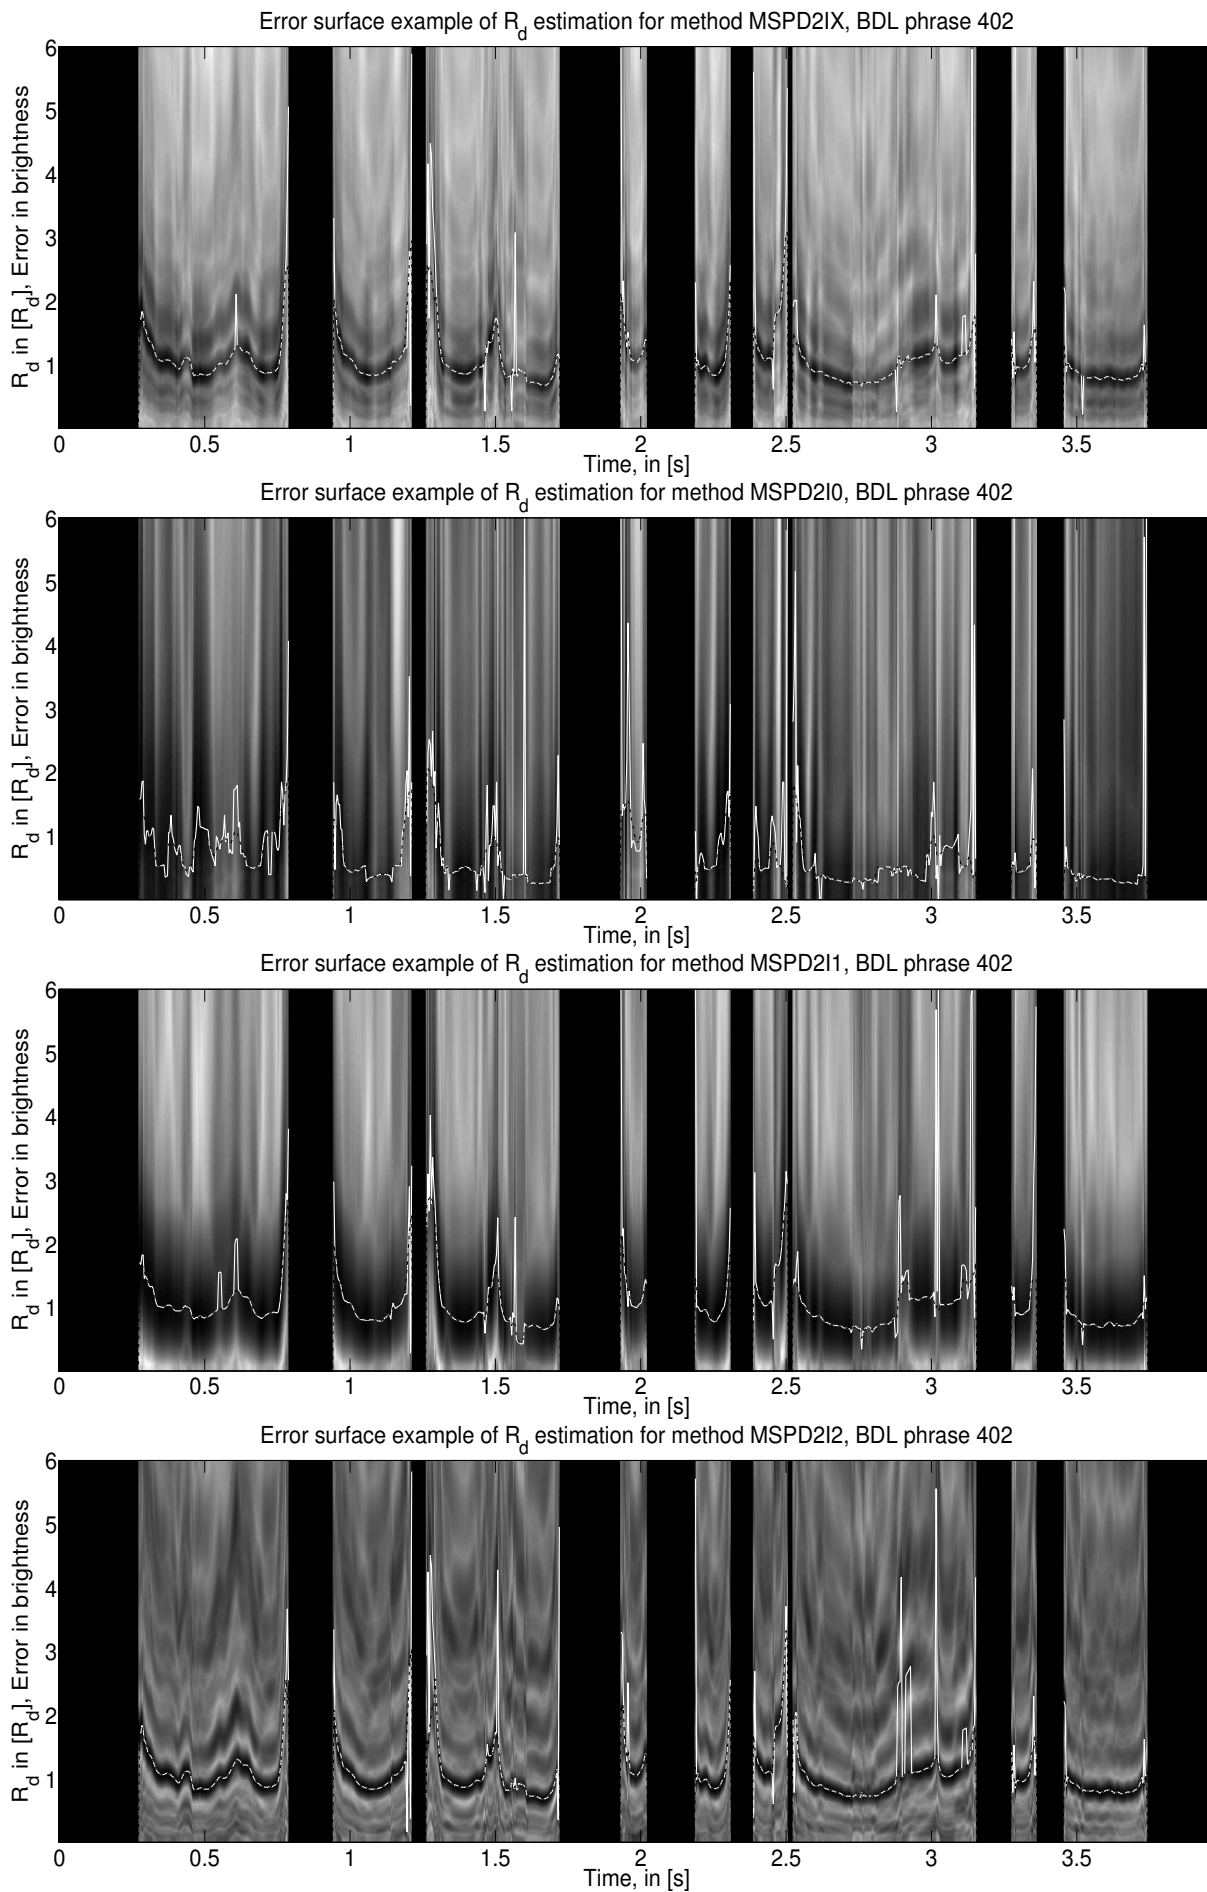 Error surface example of R_d estimation for method MSPD2IX, BDL phrase 402
R_d in [R_d], Error in brightness
6
5
4
3
2
1
0 0.5 1 1.5 2 2.5 3 3.5
Time, in [s]
Error surface example of R_d estimation for method MSPD2I0, BDL phrase 402
R_d in [R_d], Error in brightness
6
5
4
3
2
1
0 0.5 1 1.5 2 2.5 3 3.5
Time, in [s]
Error surface example of R_d estimation for method MSPD2I1, BDL phrase 402
R_d in [R_d], Error in brightness
6
5
4
3
2
1
0 0.5 1 1.5 2 2.5 3 3.5
Time, in [s]
Error surface example of R_d estimation for method MSPD2I2, BDL phrase 402
R_d in [R_d], Error in brightness
6
5
4
3
2
1
0 0.5 1 1.5 2 2.5 3 3.5
Time, in [s]